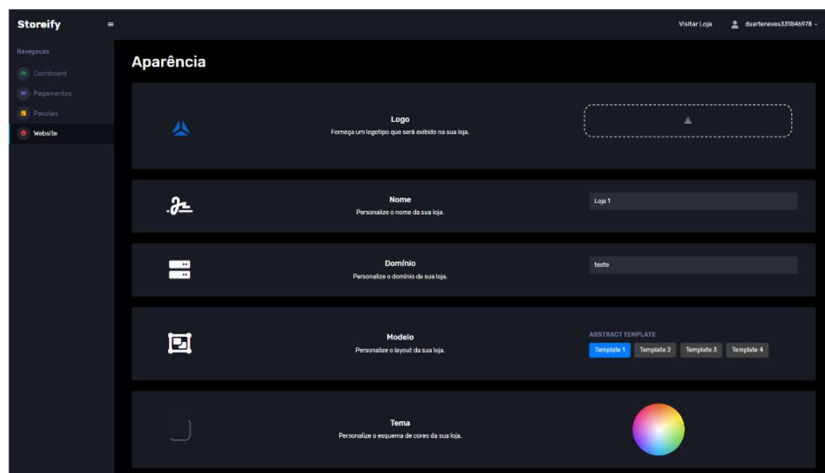 Storeify
Visitar Loja
duarteneves331846978
Navegação
Dashboard
Pagamentos
Pacotes
Website
Aparência
Logo
Forneça um logotipo que será exibido na sua loja.
Nome
Personalize o nome da sua loja.
Loja 1
Domínio
Personalize o domínio da sua loja.
teste
Modelo
Personalize o layout da sua loja.
ABSTRACT TEMPLATE
Template 1 Template 2 Template 3 Template 4
Tema
Personalize o esquema de cores da sua loja.